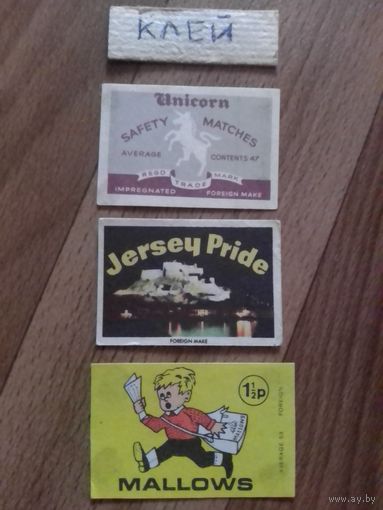 КЛЕЙ
Unicorn
SAFETY MATCHES
AVERAGE CONTENTS 47
REGD TRADE MARK
IMPREGNATED FOREIGN MAKE
Jersey Pride
FOREIGN MAKE
1½p
AVERAGE 53 FOREIGN
MALLOWS
www.ay.by